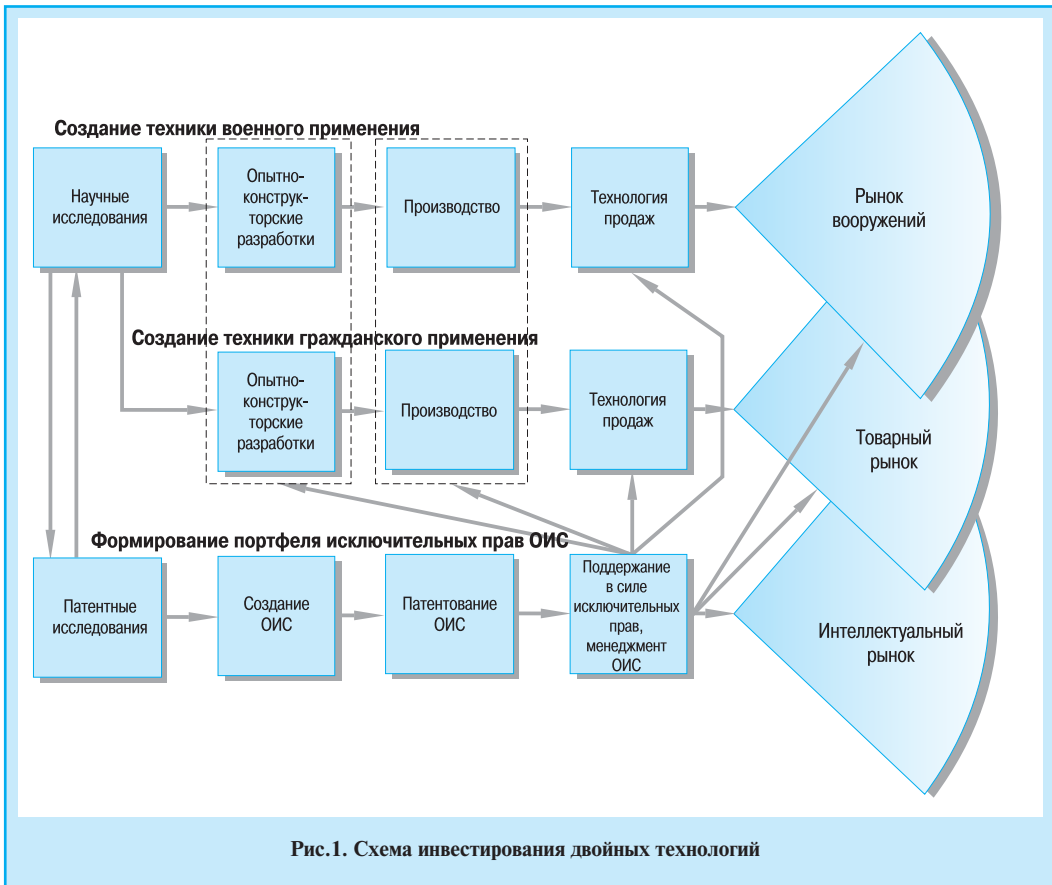 Создание техники военного применения
Научные
исследования
Опытно-
конструк-
торские
разработки
Производство
Технология
продаж
Рынок
вооружений
Создание техники гражданского применения
Опытно-
конструк-
торские
разработки
Производство
Технология
продаж
Товарный
рынок
Формирование портфеля исключительных прав ОИС
Патентные
исследования
Создание
ОИС
Патентование
ОИС
Поддержание
в силе
исключительных
прав,
менеджмент
ОИС
Интеллектуальный
рынок
Рис.1. Схема инвестирования двойных технологий